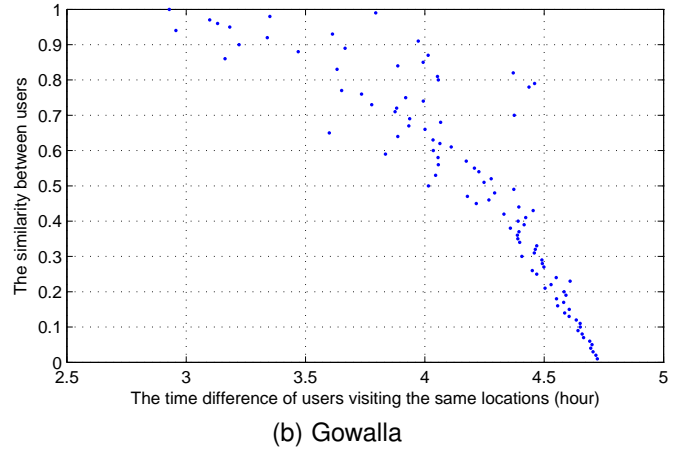 1
0.9
0.8
0.7
0.6
0.5
0.4
0.3
0.2
0.1
0
The similarity between users
2.5 3 3.5 4 4.5 5
The time difference of users visiting the same locations (hour)
(b) Gowalla